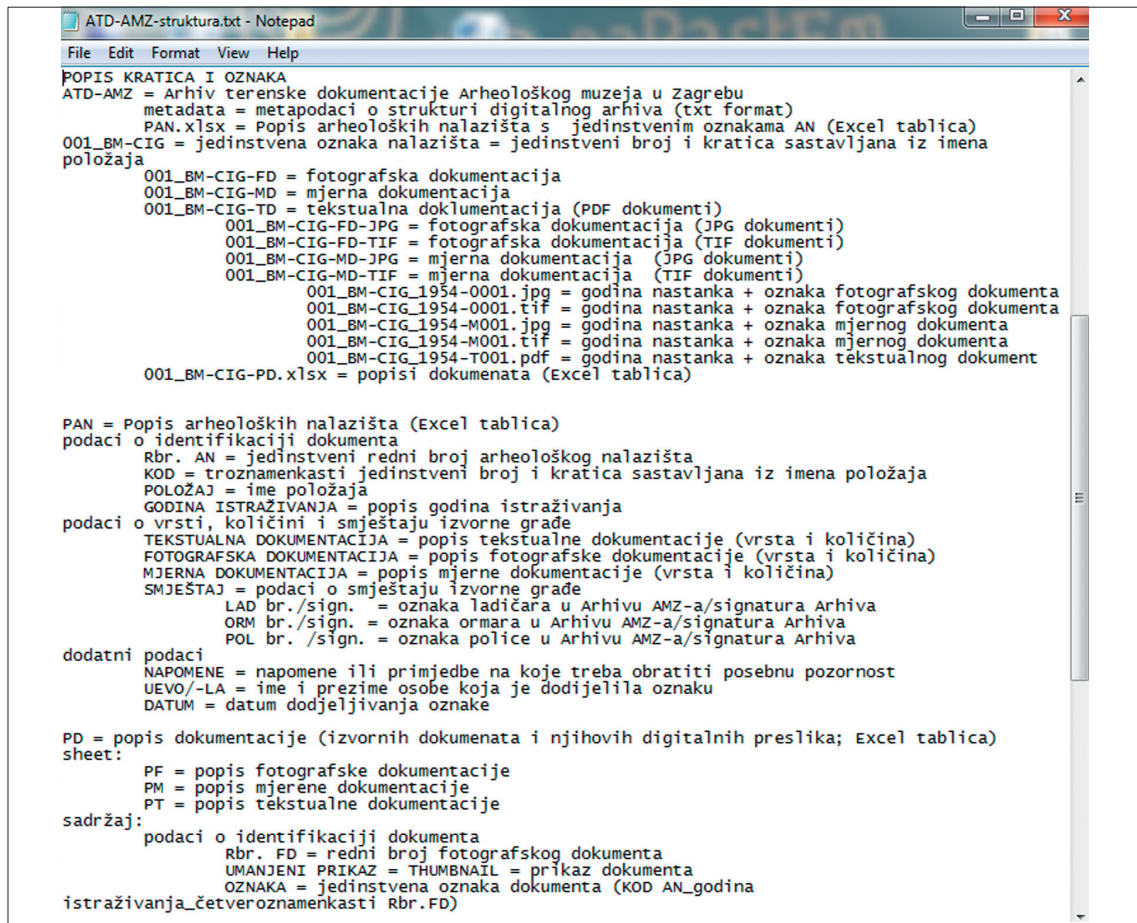 ATD-AMZ-struktura.txt - Notepad
File Edit Format View Help
POPIS KRATICA I OZNAKA
ATD-AMZ = Arhiv terenske dokumentacije Arheološkog muzeja u Zagrebu
metadata = metapodaci o strukturi digitalnog arhiva (txt format)
PAN.xlsx = Popis arheoloških nalazišta s jedinstvenim oznakama AN (Excel tablica)
001_BM-CIG = jedinstvena oznaka nalazišta = jedinstveni broj i kratica sastavljana iz imena
položaja
001_BM-CIG-FD = fotografska dokumentacija
001_BM-CIG-MD = mjerna dokumentacija
001_BM-CIG-TD = tekstualna doklumentacija (PDF dokumenti)
001_BM-CIG-FD-JPG = fotografska dokumentacija (JPG dokumenti)
001_BM-CIG-FD-TIF = fotografska dokumentacija (TIF dokumenti)
001_BM-CIG-MD-JPG = mjerna dokumentacija (JPG dokumenti)
001_BM-CIG-MD-TIF = mjerna dokumentacija (TIF dokumenti)
001_BM-CIG_1954-0001.jpg = godina nastanka + oznaka fotografskog dokumenta
001_BM-CIG_1954-0001.tif = godina nastanka + oznaka fotografskog dokumenta
001_BM-CIG_1954-M001.jpg = godina nastanka + oznaka mjernog dokumenta
001_BM-CIG_1954-M001.tif = godina nastanka + oznaka mjernog dokumenta
001_BM-CIG_1954-T001.pdf = godina nastanka + oznaka tekstualnog dokument
001_BM-CIG-PD.xlsx = popisi dokumenata (Excel tablica)
PAN = Popis arheoloških nalazišta (Excel tablica)
podaci o identifikaciji dokumenta
Rbr. AN = jedinstveni redni broj arheološkog nalazišta
KOD = troznamenkasti jedinstveni broj i kratica sastavljana iz imena položaja
POLOŽAJ = ime položaja
GODINA ISTRAŽIVANJA = popis godina istraživanja
podaci o vrsti, količini i smještaju izvorne građe
TEKSTUALNA DOKUMENTACIJA = popis tekstualne dokumentacije (vrsta i količina)
FOTOGRAFSKA DOKUMENTACIJA = popis fotografske dokumentacije (vrsta i količina)
MJERNA DOKUMENTACIJA = popis mjerne dokumentacije (vrsta i količina)
SMJEŠTAJ = podaci o smještaju izvorne građe
LAD br./sign. = oznaka ladičara u Arhivu AMZ-a/signatura Arhiva
ORM br./sign. = oznaka ormara u Arhivu AMZ-a/signatura Arhiva
POL br. /sign. = oznaka police u Arhivu AMZ-a/signatura Arhiva
dodatni podaci
NAPOMENE = napomene ili primjedbe na koje treba obratiti posebnu pozornost
UEVO/-LA = ime i prezime osobe koja je dodijelila oznaku
DATUM = datum dodjeljivanja oznake
PD = popis dokumentacije (izvornih dokumenata i njihovih digitalnih preslika; Excel tablica)
sheet:
PF = popis fotografske dokumentacije
PM = popis mjerene dokumentacije
PT = popis tekstualne dokumentacije
sadržaj:
podaci o identifikaciji dokumenta
Rbr. FD = redni broj fotografskog dokumenta
UMANJENI PRIKAZ = THUMBNAIL = prikaz dokumenta
OZNAKA = jedinstvena oznaka dokumenta (KOD AN_godina
istraživanja_četveroznamenkasti Rbr.FD)